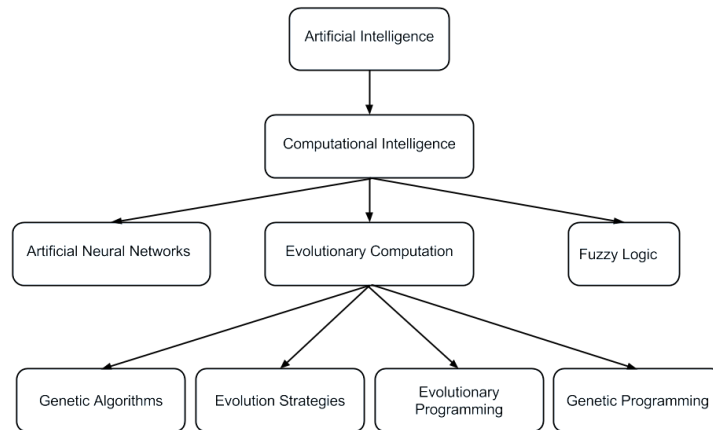 Artificial Intelligence
Computational Intelligence
Artificial Neural Networks
Evolutionary Computation
Fuzzy Logic
Genetic Algorithms
Evolution Strategies
Evolutionary
Programming
Genetic Programming